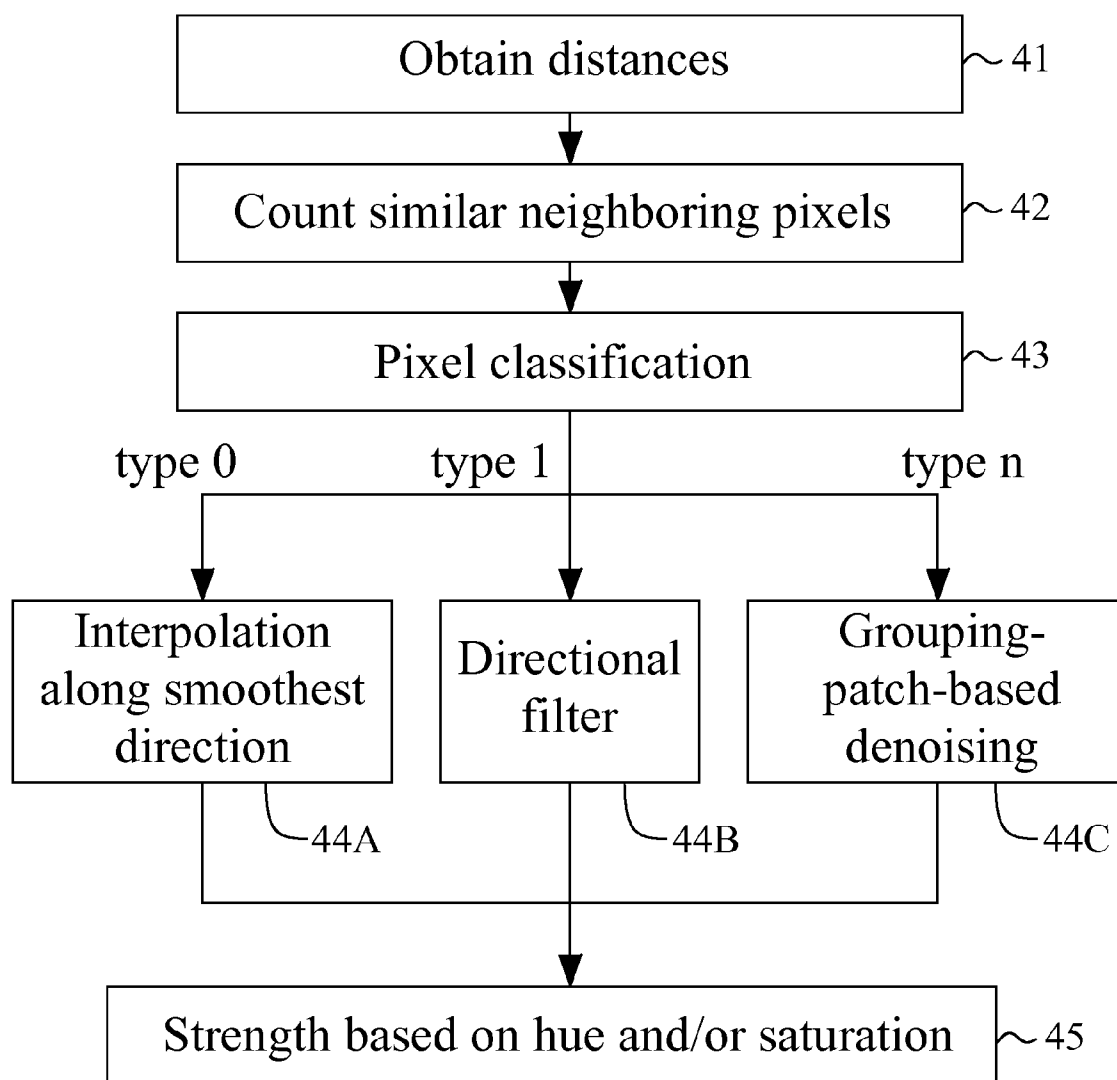 Obtain distances
41
Count similar neighboring pixels
42
Pixel classification
43
type 0
type 1
type n
Interpolation
along smoothest
direction
44A
Directional
filter
44B
Grouping-
patch-based
denoising
44C
Strength based on hue and/or saturation
45